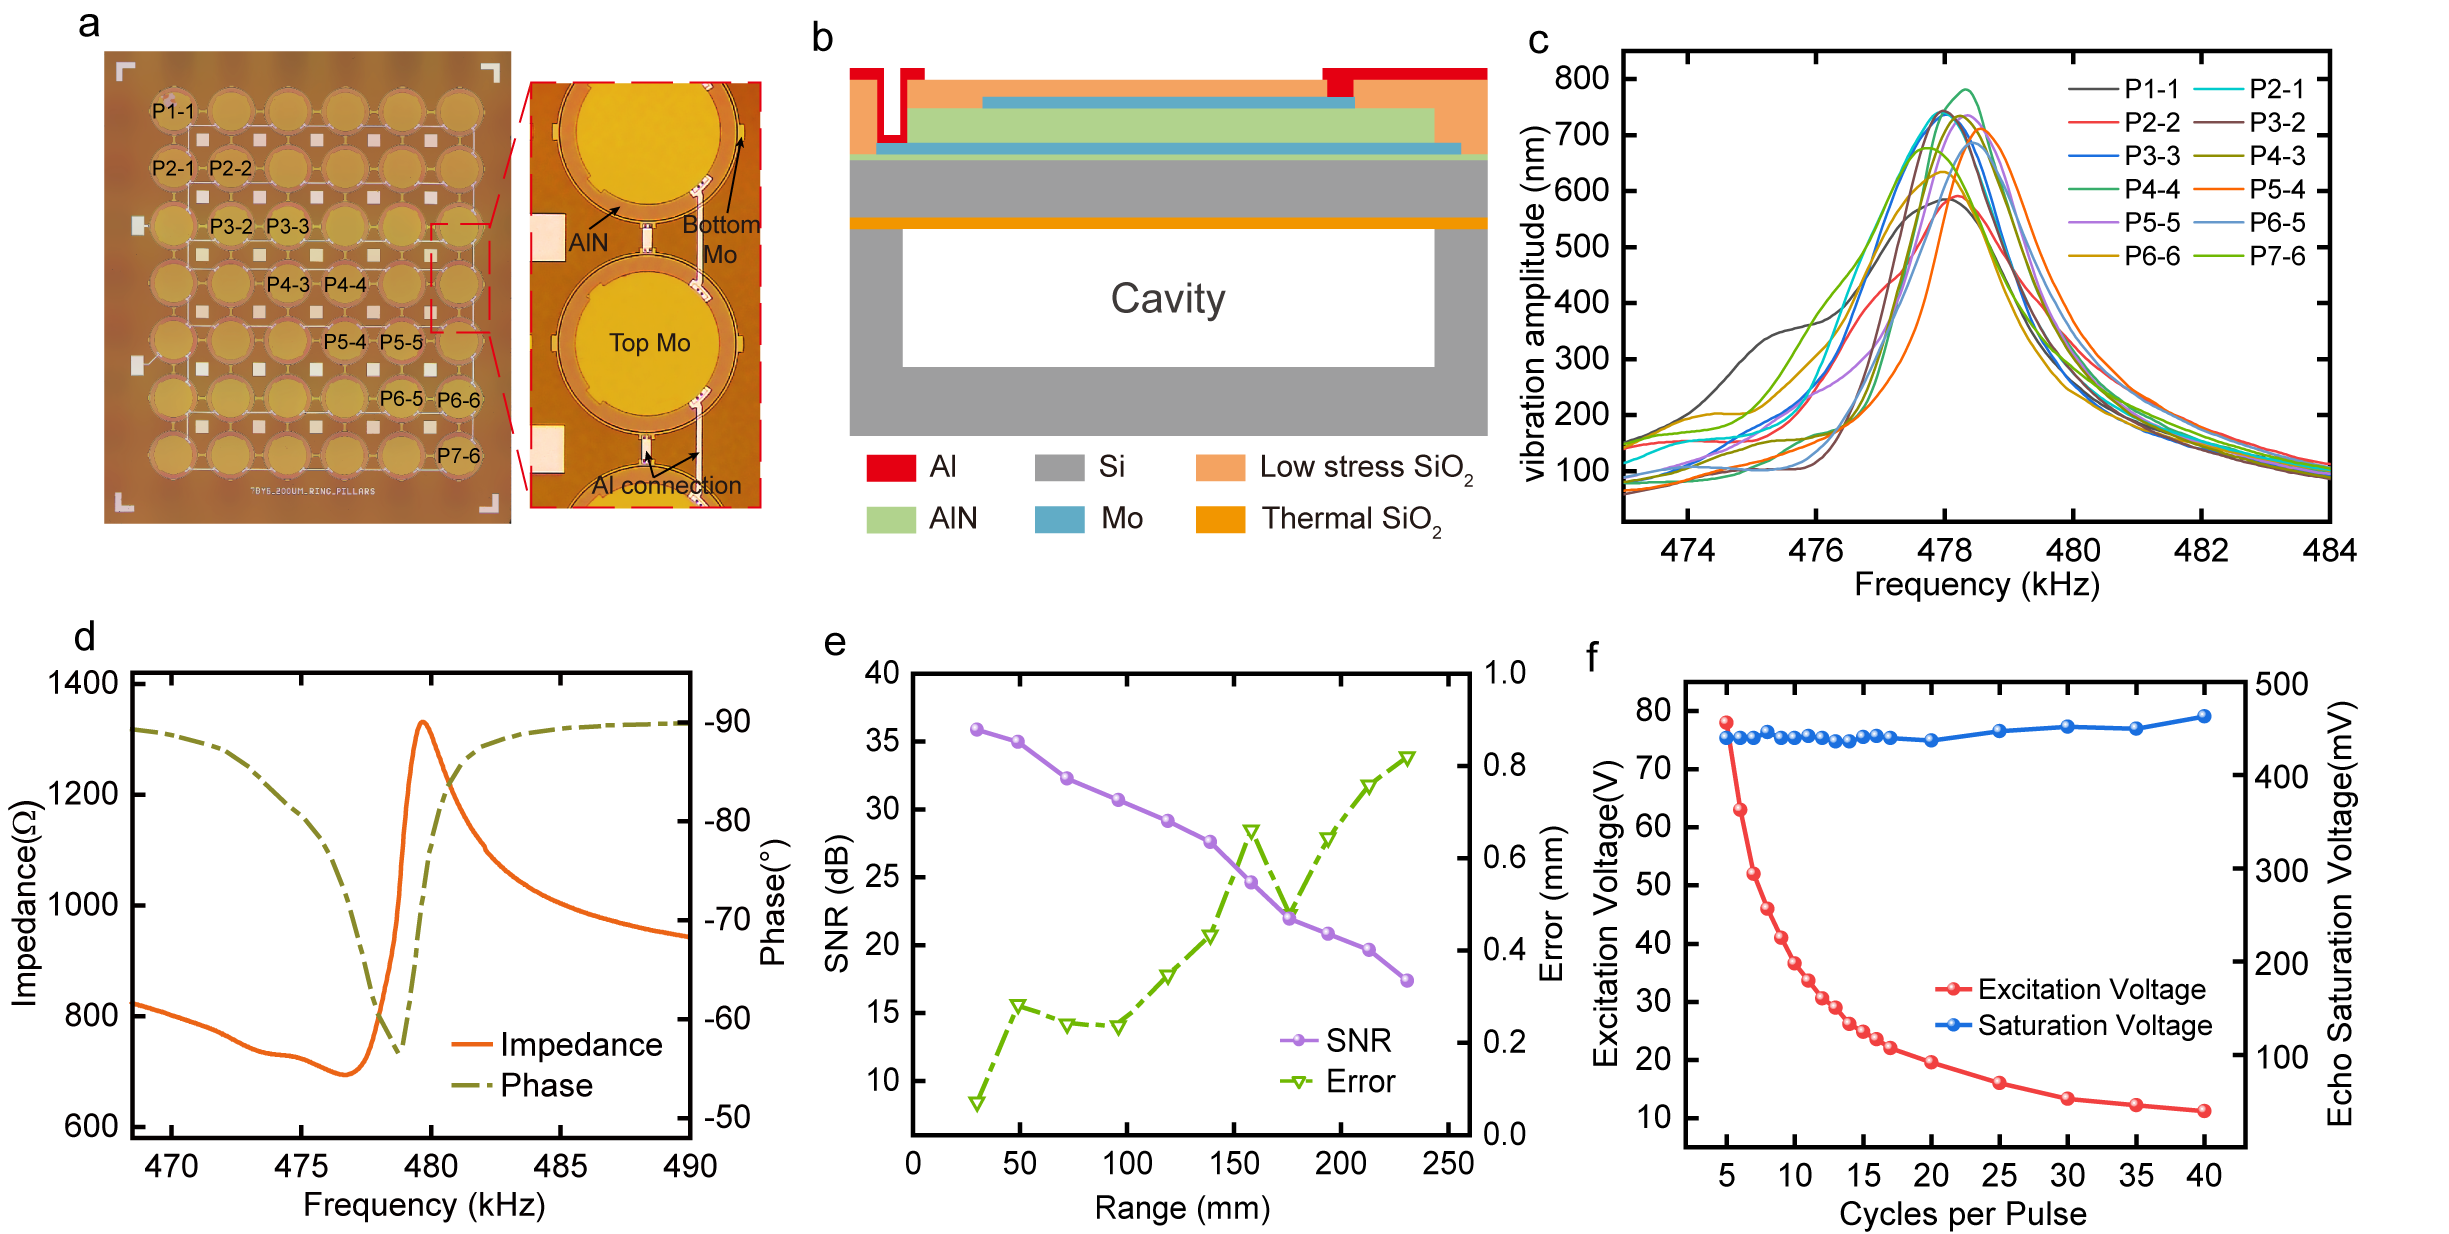 a
P1-1
P2-1 P2-2
P3-2 P3-3
P4-3 P4-4
P5-4 P5-5
P6-5 P6-6
P7-6
7BY6_200UM_RING_PILLARS
AlN
Bottom
Mo
Top Mo
Al connection
b
Cavity
Al
Si
Low stress SiO2
AlN
Mo
Thermal SiO2
c
800
700
600
500
400
300
200
100
vibration amplitude (nm)
P1-1 P2-1
P2-2 P3-2
P3-3 P4-3
P4-4 P5-4
P5-5 P6-5
P6-6 P7-6
474 476 478 480 482 484
Frequency (kHz)
d
1400
1200
1000
800
600
Impedance(Ω)
-90
-80
-70
-60
-50
Phase(°)
Impedance
Phase
470 475 480 485 490
Frequency (kHz)
e
40
35
30
25
20
15
10
SNR (dB)
1.0
0.8
0.6
0.4
0.2
0.0
Error (mm)
SNR
Error
0 50 100 150 200 250
Range (mm)
f
80
70
60
50
40
30
20
10
Excitation Voltage(V)
500
400
300
200
100
Echo Saturation Voltage(mV)
Excitation Voltage
Saturation Voltage
5 10 15 20 25 30 35 40
Cycles per Pulse